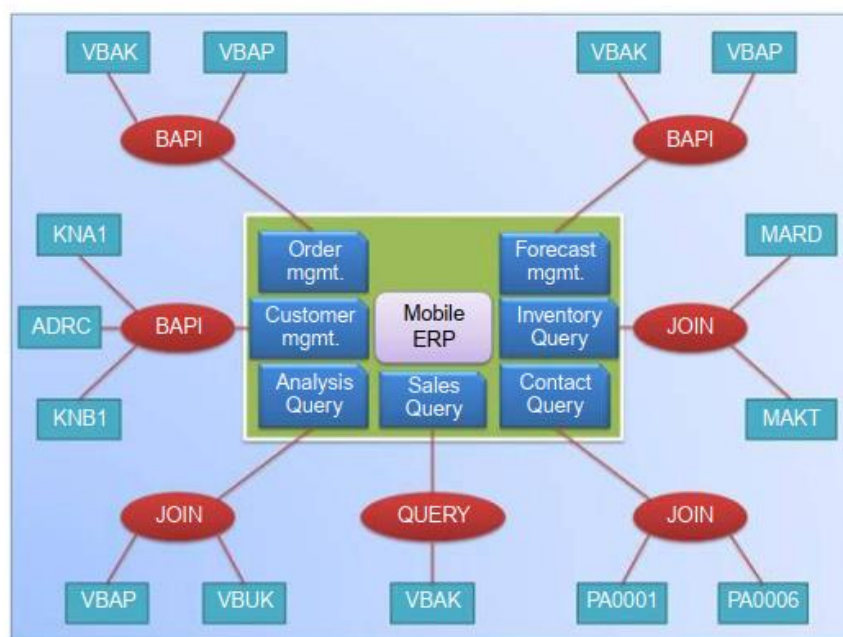 VBAK
VBAP
VBAK
VBAP
BAPI
BAPI
KNA1
Order
mgmt.
Forecast
mgmt.
MARD
ADRC
BAPI
Customer
mgmt.
Mobile
ERP
Inventory
Query
JOIN
KNB1
Analysis
Query
Sales
Query
Contact
Query
MAKT
JOIN
QUERY
JOIN
VBAP
VBUK
VBAK
PA0001
PA0006